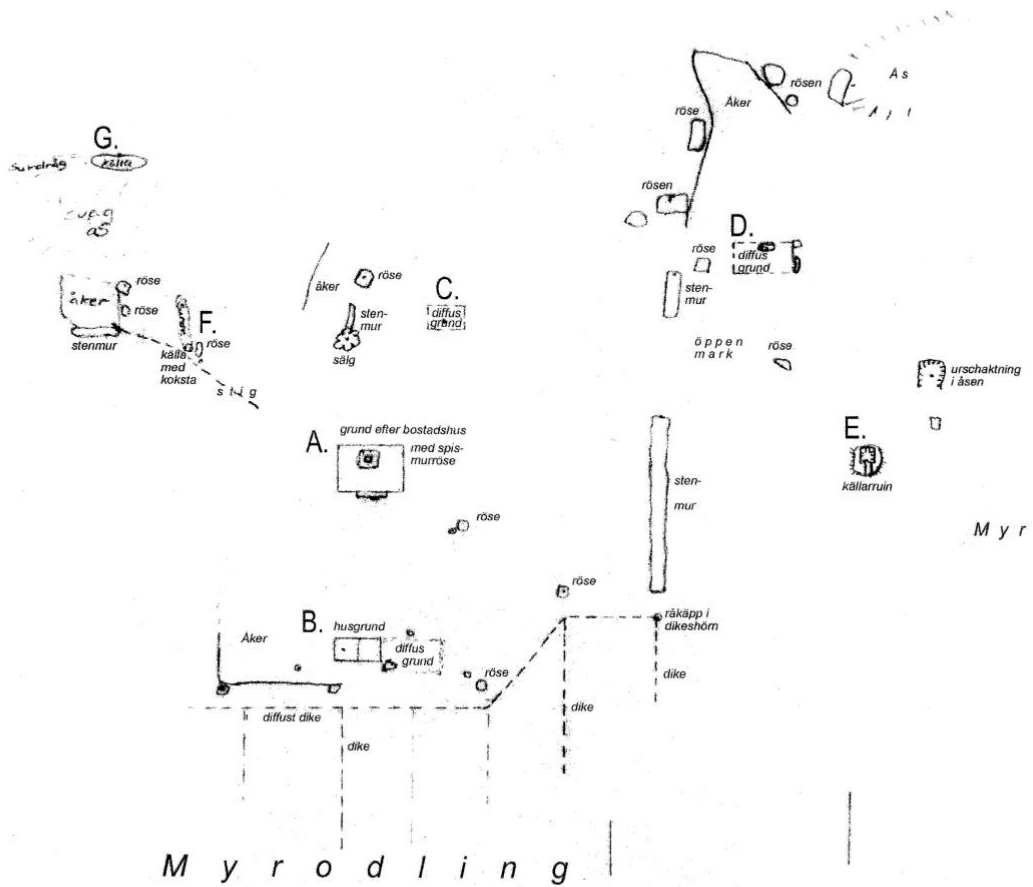 Ås
rösen
Åker
röse
G.
Surdråg
källa
rösen
D.
röse
diffus
grund
åker
röse
röse
stenmur
F.
röse
källa
med
koksta
stig
åker
röse
C.
diffus
grund
sten-
mur
sälg
sten-
mur
öppen
mark
röse
urschaktning
i åsen
A.
grund efter bostadshus
med spis-
murröse
E.
källarruin
sten-
mur
röse
Myr
röse
råkäpp i
dikeshörn
B.
husgrund
Åker
diffus
grund
röse
dike
diffust dike
dike
dike
Myrodling